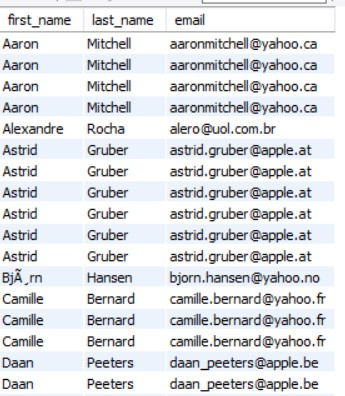 first_name last_name email
Aaron Mitchell aaronmitchell@yahoo.ca
Aaron Mitchell aaronmitchell@yahoo.ca
Aaron Mitchell aaronmitchell@yahoo.ca
Aaron Mitchell aaronmitchell@yahoo.ca
Alexandre Rocha alero@uol.com.br
Astrid Gruber astrid.gruber@apple.at
Astrid Gruber astrid.gruber@apple.at
Astrid Gruber astrid.gruber@apple.at
Astrid Gruber astrid.gruber@apple.at
Astrid Gruber astrid.gruber@apple.at
Astrid Gruber astrid.gruber@apple.at
BjÃ¸rn Hansen bjorn.hansen@yahoo.no
Camille Bernard camille.bernard@yahoo.fr
Camille Bernard camille.bernard@yahoo.fr
Camille Bernard camille.bernard@yahoo.fr
Daan Peeters daan_peeters@apple.be
Daan Peeters daan_peeters@apple.be